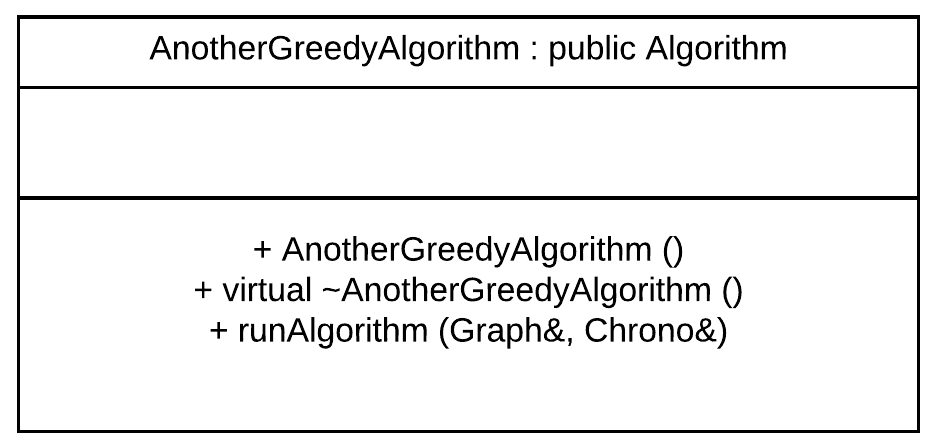 AnotherGreedyAlgorithm : public Algorithm
+ AnotherGreedyAlgorithm ()
+ virtual ~AnotherGreedyAlgorithm ()
+ runAlgorithm (Graph&, Chrono&)